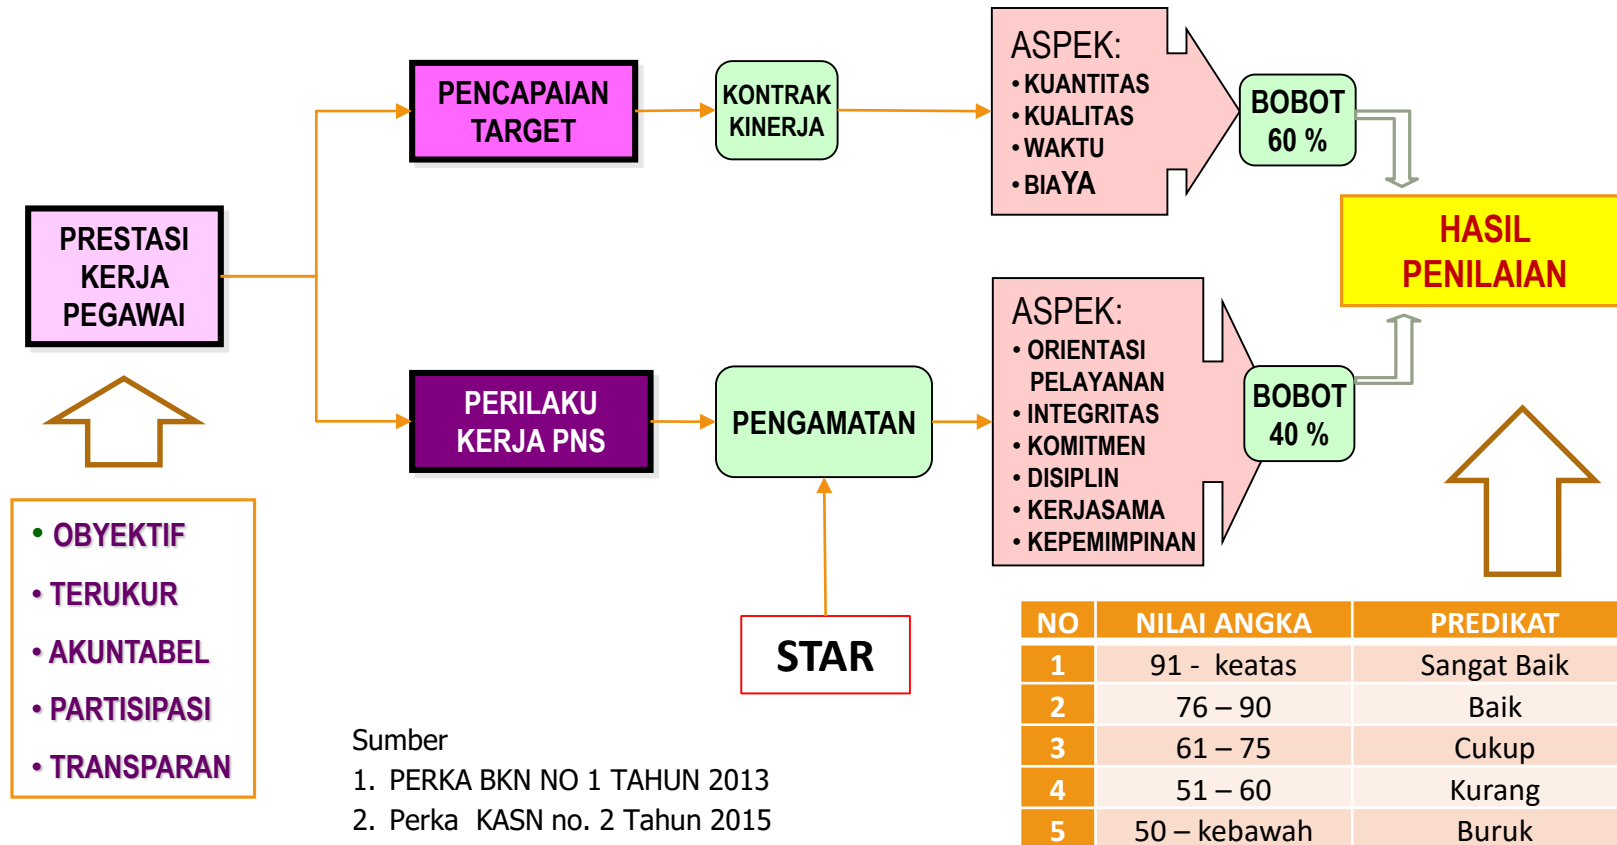 PRESTASI
KERJA
PEGAWAI
• OBYEKTIF
• TERUKUR
• AKUNTABEL
• PARTISIPASI
• TRANSPARAN
PENCAPAIAN
TARGET
KONTRAK
KINERJA
ASPEK:
• KUANTITAS
• KUALITAS
• WAKTU
• BIAYA
BOBOT
60 %
PERILAKU
KERJA PNS
PENGAMATAN
ASPEK:
• ORIENTASI
PELAYANAN
• INTEGRITAS
• KOMITMEN
• DISIPLIN
• KERJASAMA
• KEPEMIMPINAN
BOBOT
40 %
HASIL
PENILAIAN
STAR
Sumber
1. PERKA BKN NO 1 TAHUN 2013
2. Perka KASN no. 2 Tahun 2015
NO NILAI ANGKA PREDIKAT
1 91 - keatas Sangat Baik
2 76 – 90 Baik
3 61 – 75 Cukup
4 51 – 60 Kurang
5 50 – kebawah Buruk